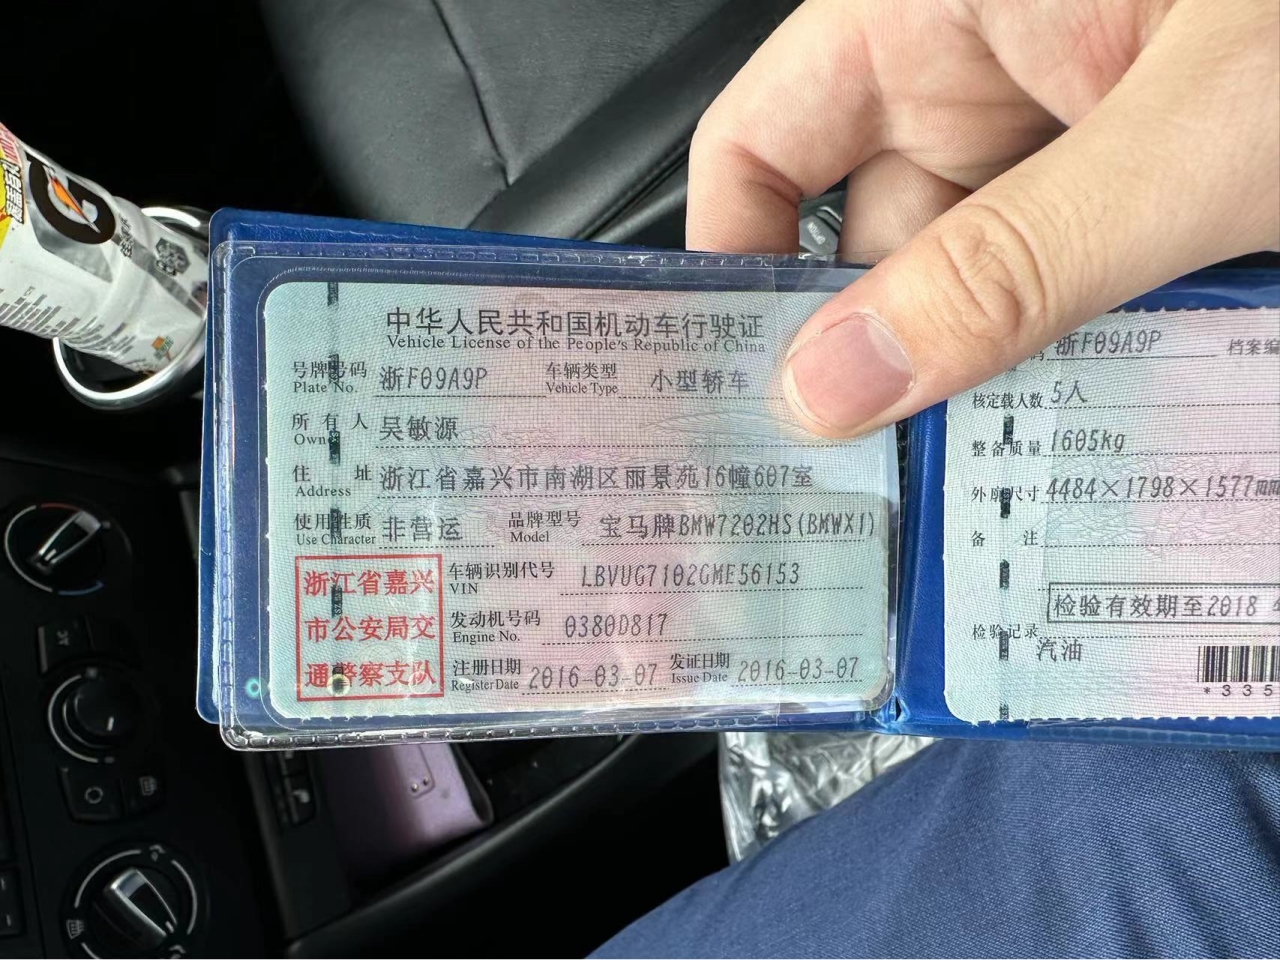 中华人民共和国机动车行驶证
Vehicle License of the People's Republic of China
号牌号码 浙F09A9P 车辆类型 小型轿车
Plate No. Vehicle Type
所有人 吴敏源
Owner
住址 浙江省嘉兴市南湖区丽景苑16幢607室
Address
使用性质 非营运 品牌型号 宝马牌BMW7202HS(BMWX1)
Use Character Model
浙江省嘉兴
市公安局交
通警察支队
车辆识别代号 LBVUG7102GME56153
VIN
发动机号码 0380D817
Engine No.
注册日期 2016-03-07 发证日期 2016-03-07
Register Date Issue Date
浙F09A9P 档案编
核定载人数 5人
整备质量 1605kg
外廓尺寸 4484×1798×1577mm
备注
检验有效期至2018
检验记录
汽油
*335
OPTION
AC